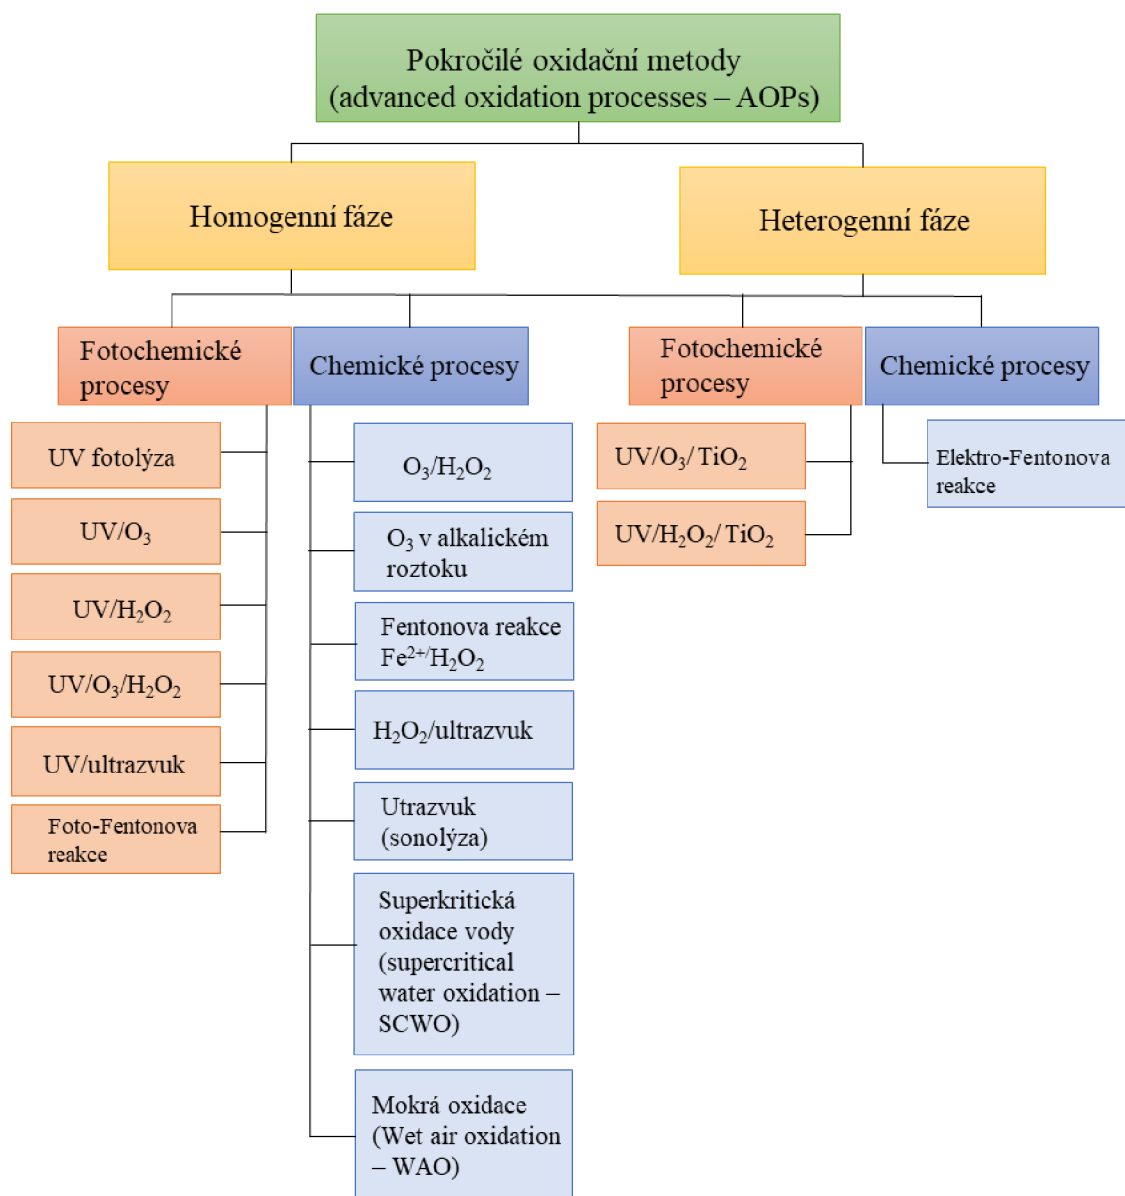 Pokročilé oxidační metody
(advanced oxidation processes – AOPs)
Homogenní fáze
Heterogenní fáze
Fotochemické
procesy
Chemické procesy
Fotochemické
procesy
Chemické procesy
UV fotolýza
UV/O₃
UV/H₂O₂
UV/O₃/H₂O₂
UV/ultrazvuk
Foto-Fentonova
reakce
O₃/H₂O₂
O₃ v alkalickém
roztoku
Fentonova reakce
Fe²⁺/H₂O₂
H₂O₂/ultrazvuk
Utrazvuk
(sonolýza)
Superkritická
oxidace vody
(supercritical
water oxidation –
SCWO)
Mokrá oxidace
(Wet air oxidation
– WAO)
UV/O₃/ TiO₂
UV/H₂O₂/ TiO₂
Elektro-Fentonova
reakce